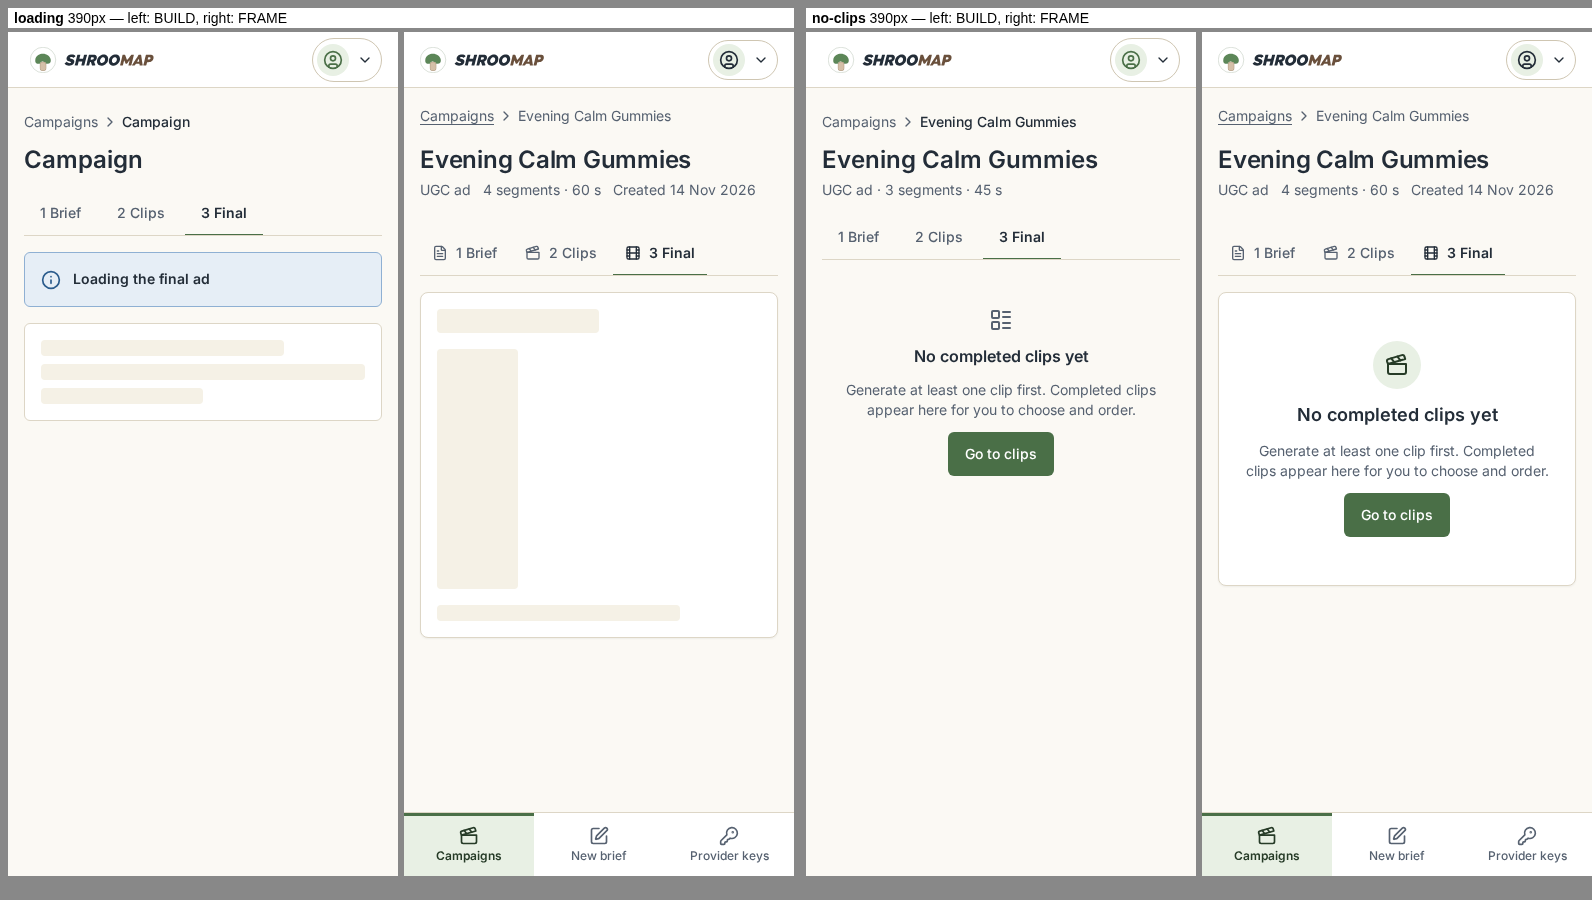 loading 390px — left: BUILD, right: FRAME
SHROOMAP
Campaigns > Campaign
Campaign
1 Brief 2 Clips 3 Final
Loading the final ad
SHROOMAP
Campaigns > Evening Calm Gummies
Evening Calm Gummies
UGC ad 4 segments · 60 s Created 14 Nov 2026
1 Brief 2 Clips 3 Final
Campaigns New brief Provider keys
no-clips 390px — left: BUILD, right: FRAME
SHROOMAP
Campaigns > Evening Calm Gummies
Evening Calm Gummies
UGC ad · 3 segments · 45 s
1 Brief 2 Clips 3 Final
No completed clips yet
Generate at least one clip first. Completed clips
appear here for you to choose and order.
Go to clips
SHROOMAP
Campaigns > Evening Calm Gummies
Evening Calm Gummies
UGC ad 4 segments · 60 s Created 14 Nov 2026
1 Brief 2 Clips 3 Final
No completed clips yet
Generate at least one clip first. Completed
clips appear here for you to choose and order.
Go to clips
Campaigns New brief Provider keys